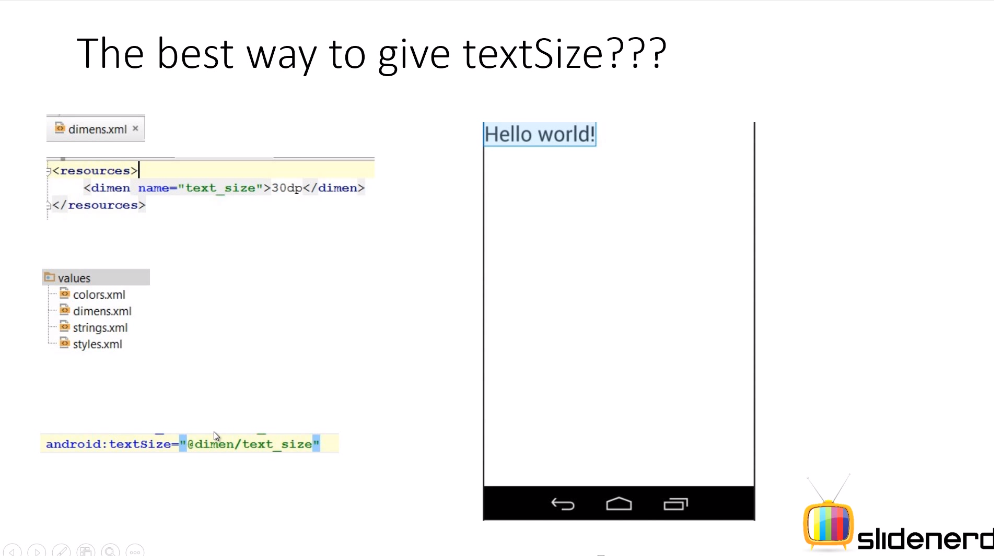 The best way to give textSize???
dimens.xml ×
<resources>
<dimen name="text_size">30dp</dimen>
</resources>
values
colors.xml
dimens.xml
strings.xml
styles.xml
android:textSize="@dimen/text_size"
Hello world!
slidenerd